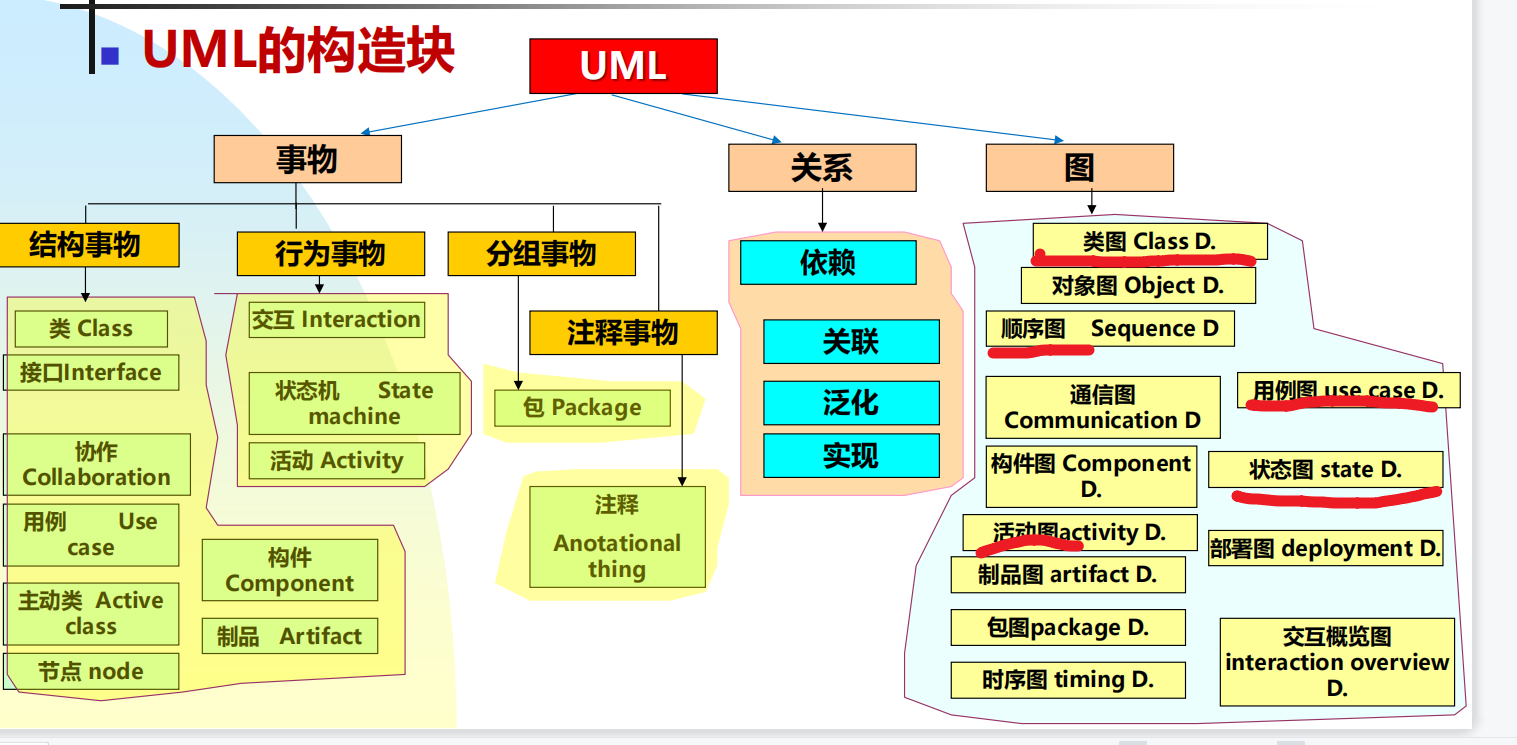 UML的构造块
UML
事物
关系
图
结构事物
行为事物
分组事物
注释事物
类 Class
接口Interface
协作
Collaboration
用例 Use
case
主动类 Active
class
节点 node
构件
Component
制品 Artifact
交互 Interaction
状态机 State
machine
活动 Activity
包 Package
注释
Anotational
thing
依赖
关联
泛化
实现
类图 Class D.
对象图 Object D.
顺序图 Sequence D
通信图
Communication D
用例图 use case D.
构件图 Component
D.
状态图 state D.
活动图activity D.
部署图 deployment D.
制品图 artifact D.
包图package D.
交互概览图
interaction overview
D.
时序图 timing D.